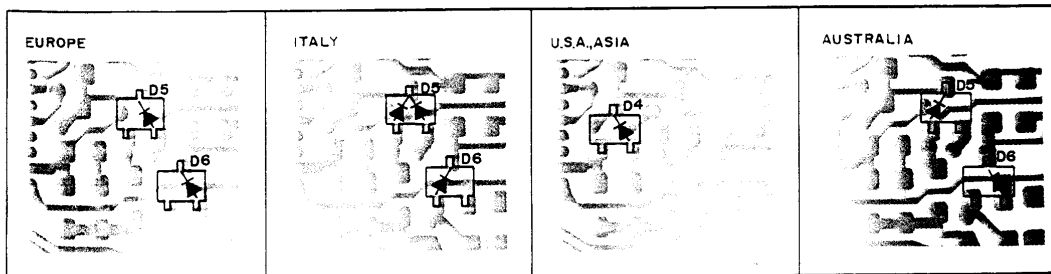 EUROPE
D5
D6
ITALY
D5
D6
U.S.A., ASIA
D4
AUSTRALIA
D5
D6